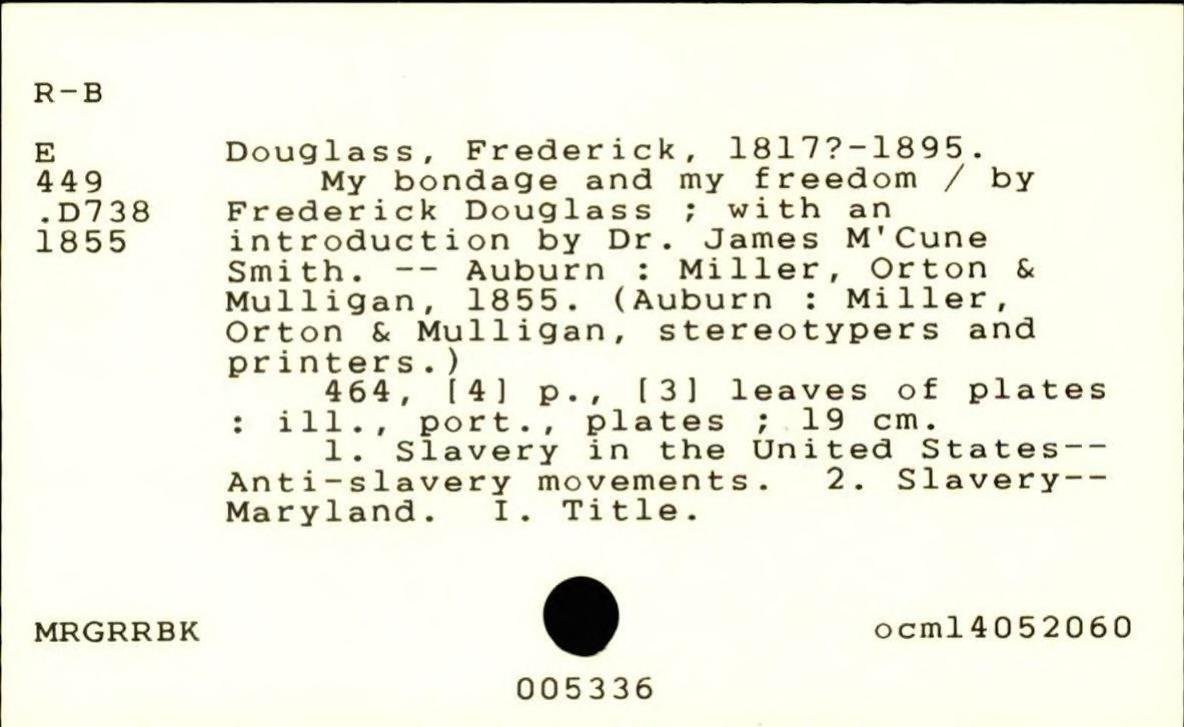 R-B
E Douglass, Frederick, 1817?-1895.
449 My bondage and my freedom / by
.D738 Frederick Douglass ; with an
1855 introduction by Dr. James M'Cune
Smith. -- Auburn : Miller, Orton &
Mulligan, 1855. (Auburn : Miller,
Orton & Mulligan, stereotypers and
printers.)
464, [4] p., [3] leaves of plates
: ill., port., plates ; 19 cm.
1. Slavery in the United States--
Anti-slavery movements. 2. Slavery--
Maryland. I. Title.
MRGRRBK ocm14052060
005336